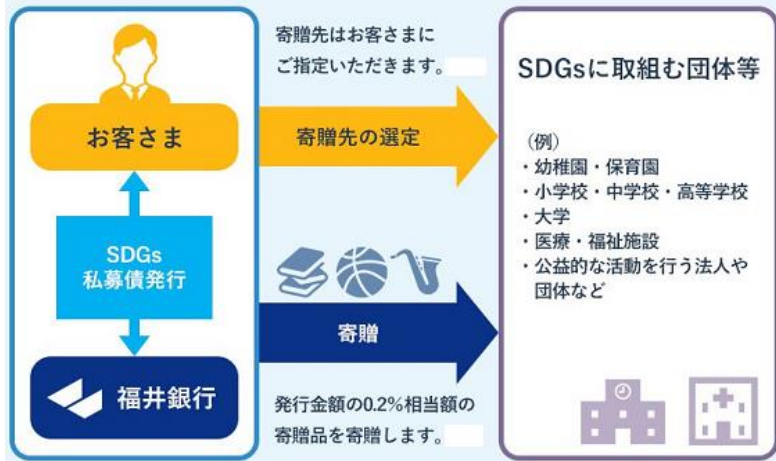 お客さま
SDGs
私募債発行
福井銀行
寄贈先はお客さまに
ご指定いただきます。
寄贈先の選定
寄贈
発行金額の0.2%相当額の
寄贈品を寄贈します。
SDGsに取組む団体等
（例）
・幼稚園・保育園
・小学校・中学校・高等学校
・大学
・医療・福祉施設
・公益的な活動を行う法人や
団体など